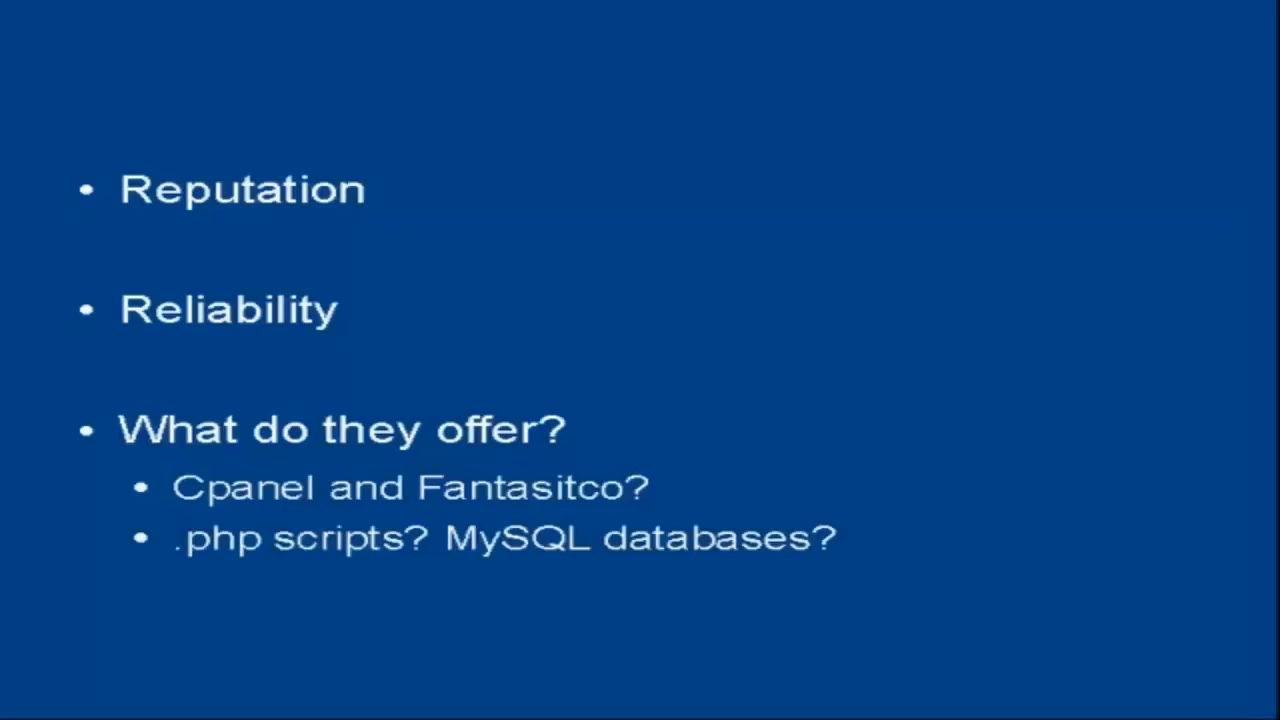 • Reputation
• Reliability
• What do they offer?
• Cpanel and Fantasitco?
• .php scripts? MySQL databases?